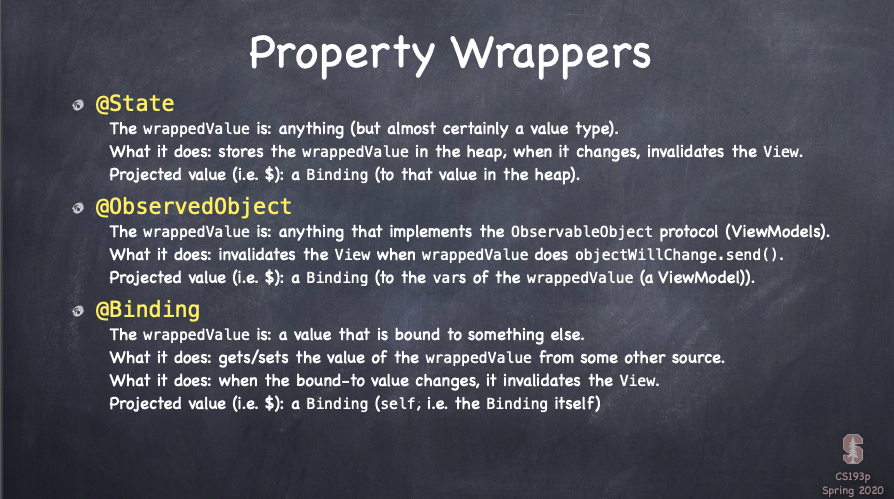 Property Wrappers
@State
The wrappedValue is: anything (but almost certainly a value type).
What it does: stores the wrappedValue in the heap; when it changes, invalidates the View.
Projected value (i.e. $): a Binding (to that value in the heap).
@ObservedObject
The wrappedValue is: anything that implements the ObservableObject protocol (ViewModels).
What it does: invalidates the View when wrappedValue does objectWillChange.send().
Projected value (i.e. $): a Binding (to the vars of the wrappedValue (a ViewModel)).
@Binding
The wrappedValue is: a value that is bound to something else.
What it does: gets/sets the value of the wrappedValue from some other source.
What it does: when the bound-to value changes, it invalidates the View.
Projected value (i.e. $): a Binding (self; i.e. the Binding itself)
CS193p
Spring 2020